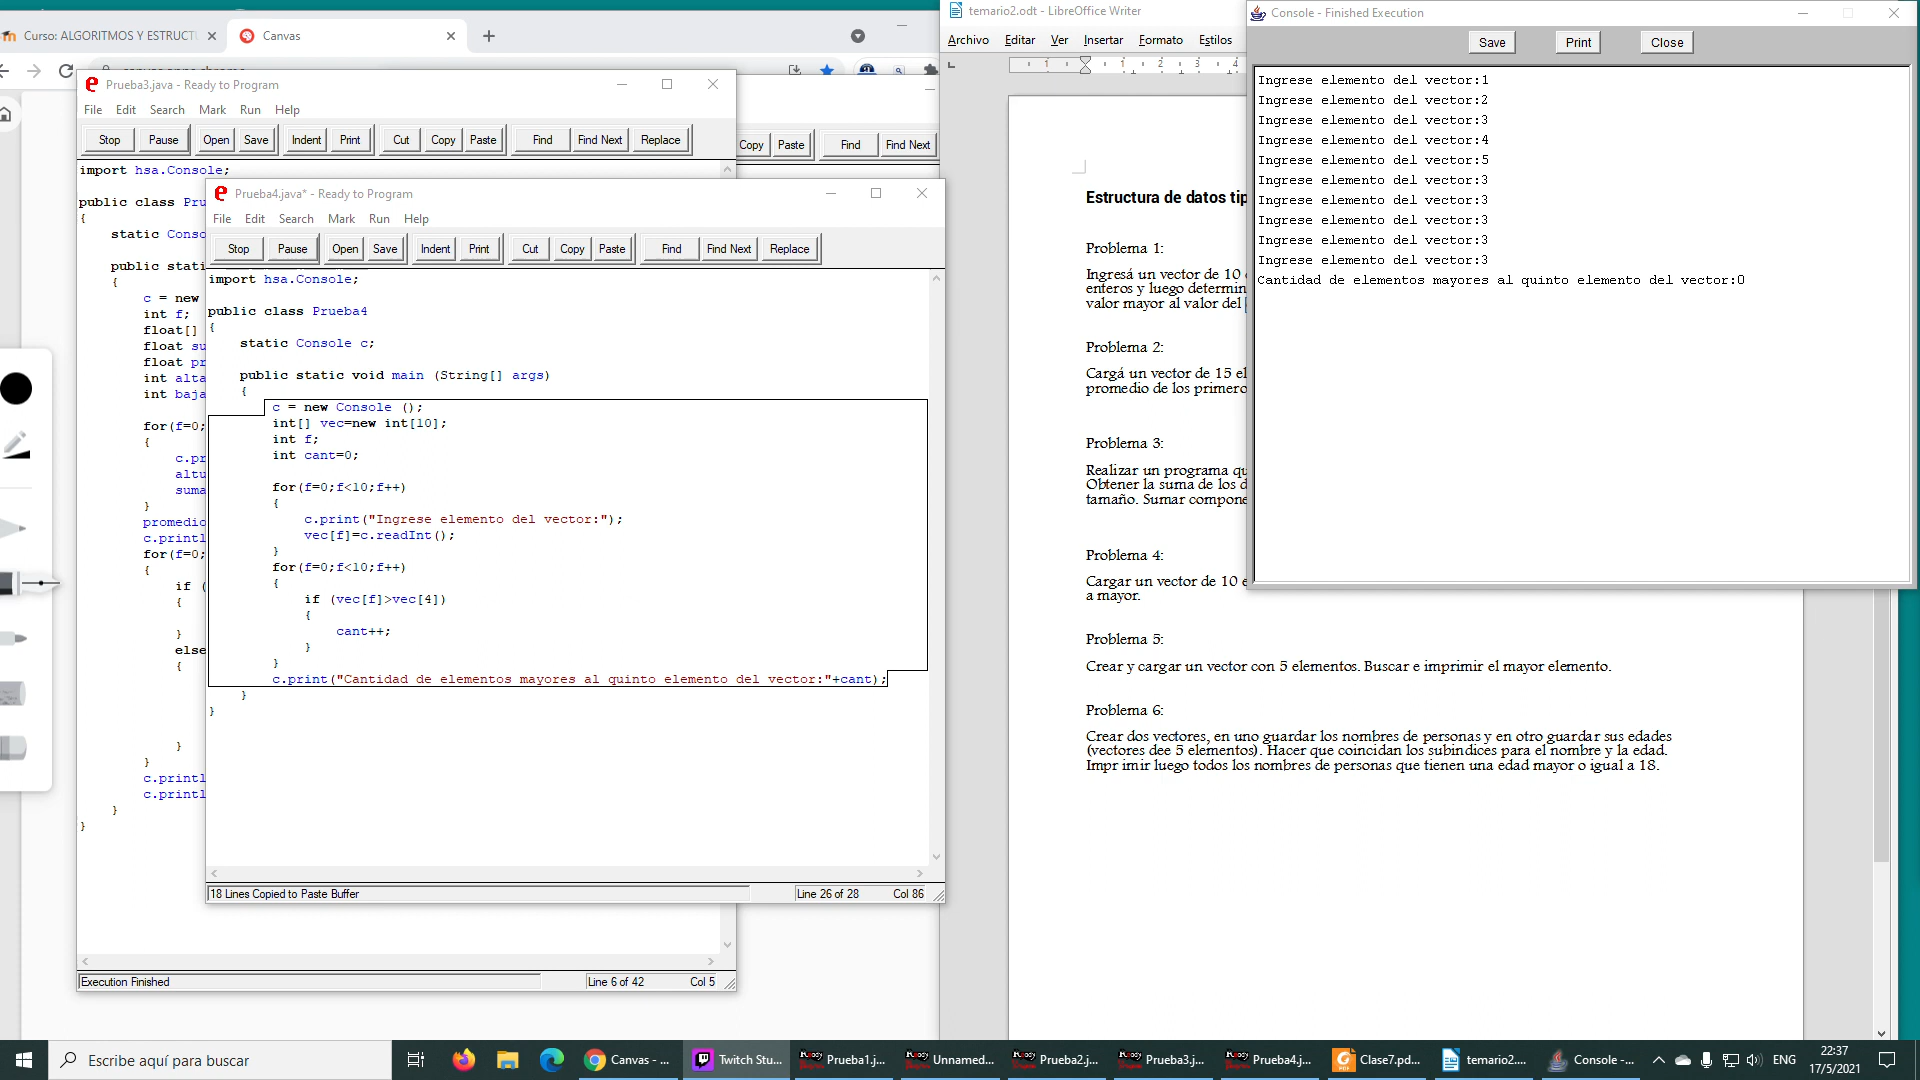 Curso: ALGORITMOS Y ESTRUCTU
Canvas
Prueba3.java - Ready to Program
File Edit Search Mark Run Help
Stop Pause Open Save Indent Print Cut Copy Paste Find Find Next Replace
import hsa.Console;
public class Pru
{
static Conso
public stati
{
c = new
int f;
float[]
float su
float pr
int alta
int baja
for(f=0;
{
c.pr
altu
suma
}
promedio
c.printl
for(f=0;
{
if (
{
}
else
{
}
}
c.printl
c.printl
}
}
Execution Finished
Line 6 of 42 Col 5
Copy Paste Find Find Next
Prueba4.java* - Ready to Program
File Edit Search Mark Run Help
Stop Pause Open Save Indent Print Cut Copy Paste Find Find Next Replace
import hsa.Console;
public class Prueba4
{
static Console c;
public static void main (String[] args)
{
c = new Console ();
int[] vec=new int[10];
int f;
int cant=0;
for(f=0;f<10;f++)
{
c.print("Ingrese elemento del vector:");
vec[f]=c.readInt();
}
for(f=0;f<10;f++)
{
if (vec[f]>vec[4])
{
cant++;
}
}
c.print("Cantidad de elementos mayores al quinto elemento del vector:"+cant);
}
}
18 Lines Copied to Paste Buffer
Line 26 of 28 Col 86
temario2.odt - LibreOffice Writer
Archivo Editar Ver Insertar Formato Estilos
1 1 2 3 4
Estructura de datos tip
Problema 1:
Ingresá un vector de 10
enteros y luego determin
valor mayor al valor del
Problema 2:
Cargá un vector de 15 el
promedio de los primero
Problema 3:
Realizar un programa qu
Obtener la suma de los d
tamaño. Sumar compone
Problema 4:
Cargar un vector de 10 e
a mayor.
Problema 5:
Crear y cargar un vector con 5 elementos. Buscar e imprimir el mayor elemento.
Problema 6:
Crear dos vectores, en uno guardar los nombres de personas y en otro guardar sus edades
(vectores dee 5 elementos). Hacer que coincidan los subindices para el nombre y la edad.
Impr imir luego todos los nombres de personas que tienen una edad mayor o igual a 18.
Console - Finished Execution
Save Print Close
Ingrese elemento del vector:1
Ingrese elemento del vector:2
Ingrese elemento del vector:3
Ingrese elemento del vector:4
Ingrese elemento del vector:5
Ingrese elemento del vector:3
Ingrese elemento del vector:3
Ingrese elemento del vector:3
Ingrese elemento del vector:3
Ingrese elemento del vector:3
Cantidad de elementos mayores al quinto elemento del vector:0
Escribe aquí para buscar
Canvas - ...
Twitch Stu...
Prueba1.j...
Unnamed...
Prueba2.j...
Prueba3.j...
Prueba4.j...
Clase7.pd...
temario2....
Console -...
ENG
22:37
17/5/2021